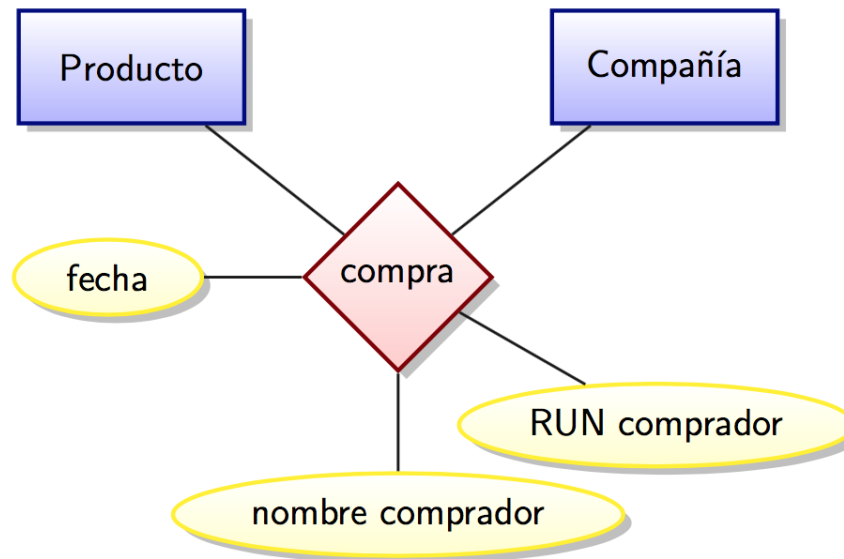 Producto
Compañía
compra
fecha
RUN comprador
nombre comprador